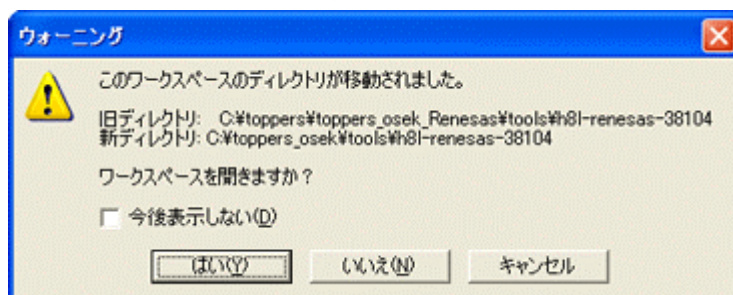 ウォーニング
このワークスペースのディレクトリが移動されました。
旧ディレクトリ: C:¥toppers¥toppers_osek_Renesas¥tools¥h8l-renesas-38104
新ディレクトリ: C:¥toppers_osek¥tools¥h8l-renesas-38104
ワークスペースを開きますか？
今後表示しない(D)
はい(Y) いいえ(N) キャンセル